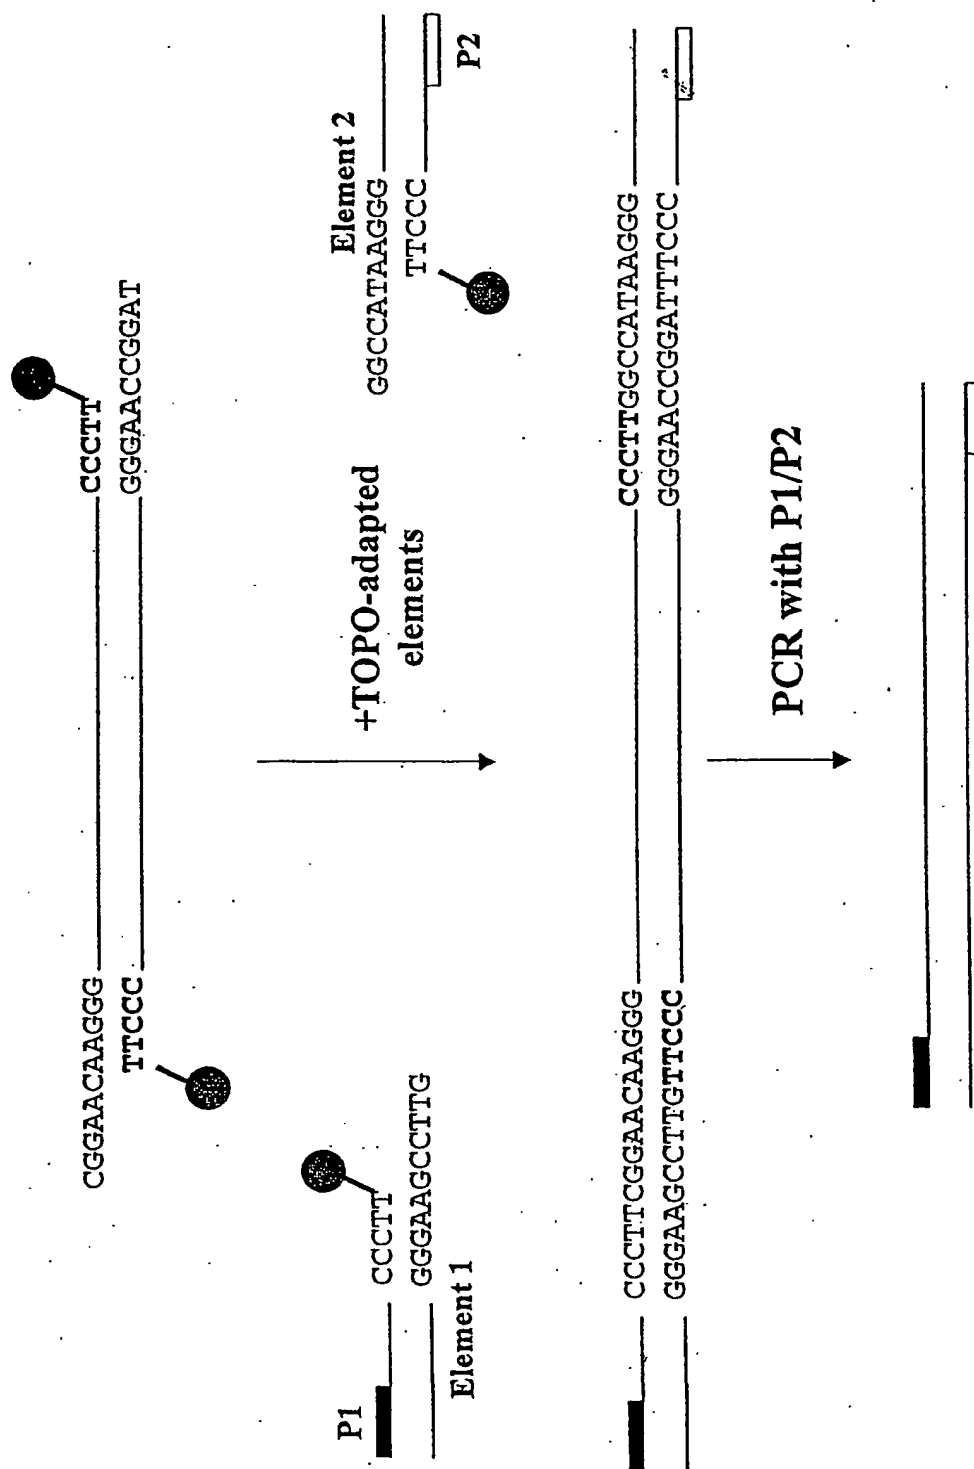 CGGAACAAGGG CCCTT
TTCCC GGGAACCGGAT
+TOPO-adapted
elements
P1
CCCTT
GGGAAGCCTTG
Element 1
Element 2
GGCCATAAGGG
TTCCC
P2
CCCTTCGGAACAAGGG CCCTTGGCCATAAGGG
GGGAAGCCTTGTTCCC GGGAACCGGATTTCCC
PCR with P1/P2